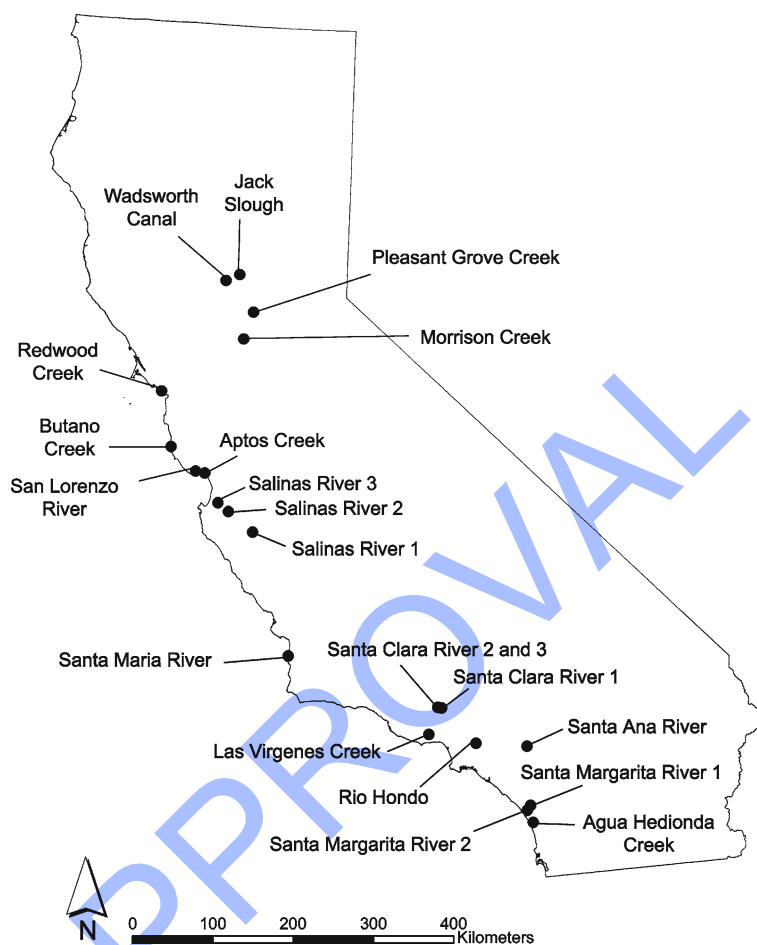 Jack
Slough
Wadsworth
Canal
Pleasant Grove Creek
Morrison Creek
Redwood
Creek
Butano
Creek
Aptos Creek
San Lorenzo
River
Salinas River 3
Salinas River 2
Salinas River 1
Santa Maria River
Santa Clara River 2 and 3
Santa Clara River 1
Santa Ana River
Las Virgenes Creek
Santa Margarita River 1
Rio Hondo
Agua Hedionda
Creek
Santa Margarita River 2
N
0 100 200 300 400
Kilometers
PPROVAL